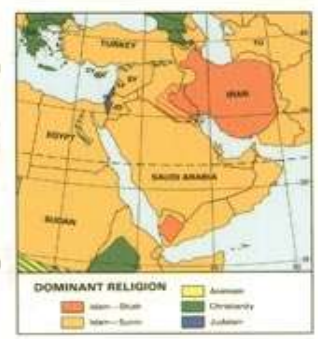 TURKEY
IRAN
EGYPT
SAUDI ARABIA
SUDAN
DOMINANT RELIGION
Islam—Shiah
Islam—Sunni
Animism
Christianity
Judaism